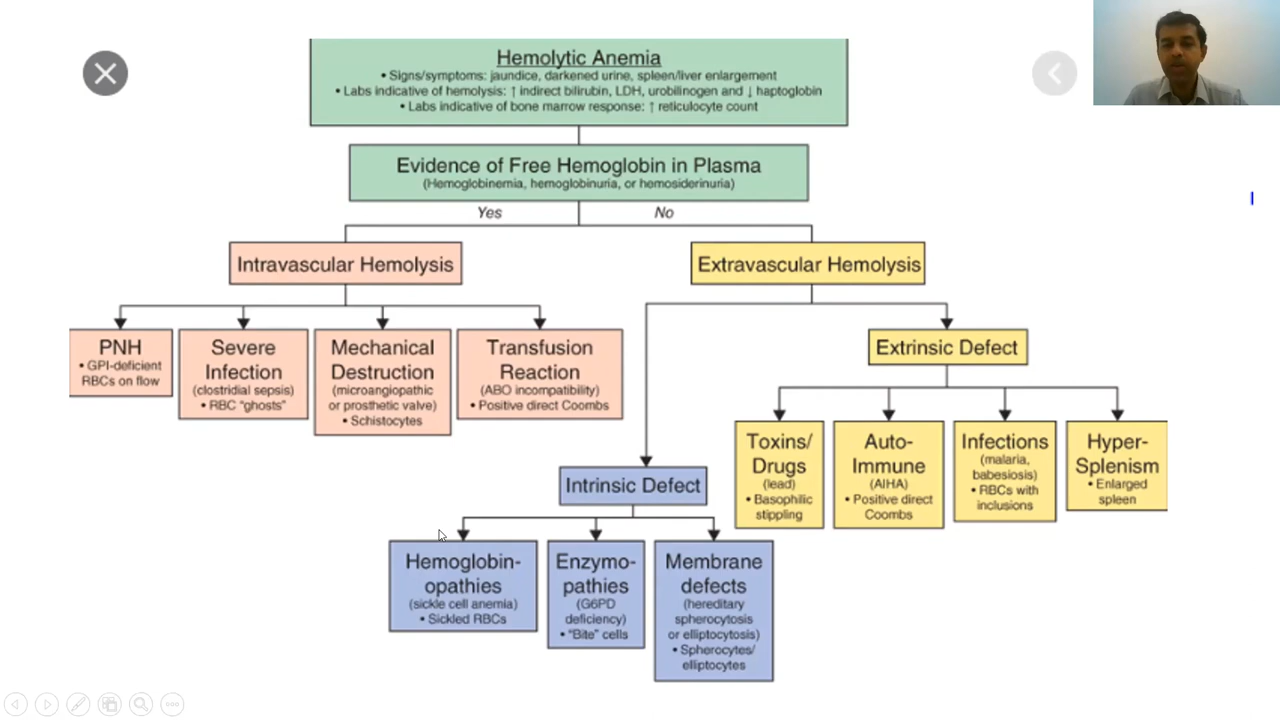 Hemolytic Anemia
•Signs/symptoms: jaundice, darkened urine, spleen/liver enlargement
• Labs indicative of hemolysis: ↑ indirect bilirubin, LDH, urobilinogen and ↓ haptoglobin
• Labs indicative of bone marrow response: ↑ reticulocyte count
Evidence of Free Hemoglobin in Plasma
(Hemoglobinemia, hemoglobinuria, or hemosiderinuria)
Yes
No
Intravascular Hemolysis
Extravascular Hemolysis
PNH
• GPI-deficient
RBCs on flow
Severe
Infection
(clostridial sepsis)
• RBC "ghosts"
Mechanical
Destruction
(microangiopathic
or prosthetic valve)
• Schistocytes
Transfusion
Reaction
(ABO incompatibility)
• Positive direct Coombs
Extrinsic Defect
Toxins/
Drugs
(lead)
• Basophilic
stippling
Auto-
Immune
(AIHA)
• Positive direct
Coombs
Infections
(malaria,
babesiosis)
• RBCs with
inclusions
Hyper-
Splenism
• Enlarged
spleen
Intrinsic Defect
Hemoglobin-
opathies
(sickle cell anemia)
• Sickled RBCs
Enzymo-
pathies
(G6PD
deficiency)
• "Bite" cells
Membrane
defects
(hereditary
spherocytosis
or elliptocytosis)
• Spherocytes/
elliptocytes